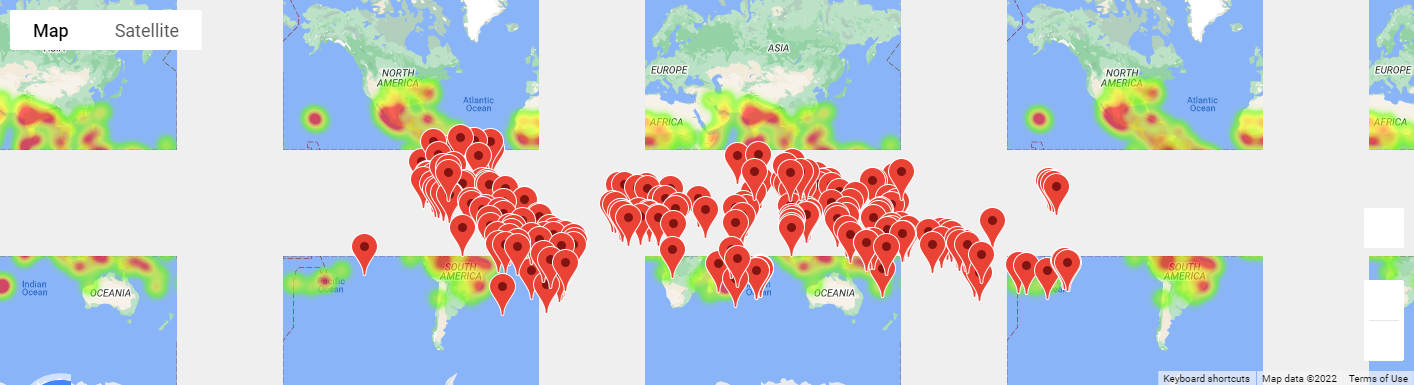 Map
Satellite
NORTH
AMERICA
Atlantic
Ocean
EUROPE
ASIA
AFRICA
NORTH
AMERICA
Atlantic
Ocean
EUROPE
AFRICA
Indian
Ocean
OCEANIA
Ocean
SOUTH
AMERICA
OCEANIA
SOUTH
AMERICA
Keyboard shortcuts
Map data ©2022
Terms of Use